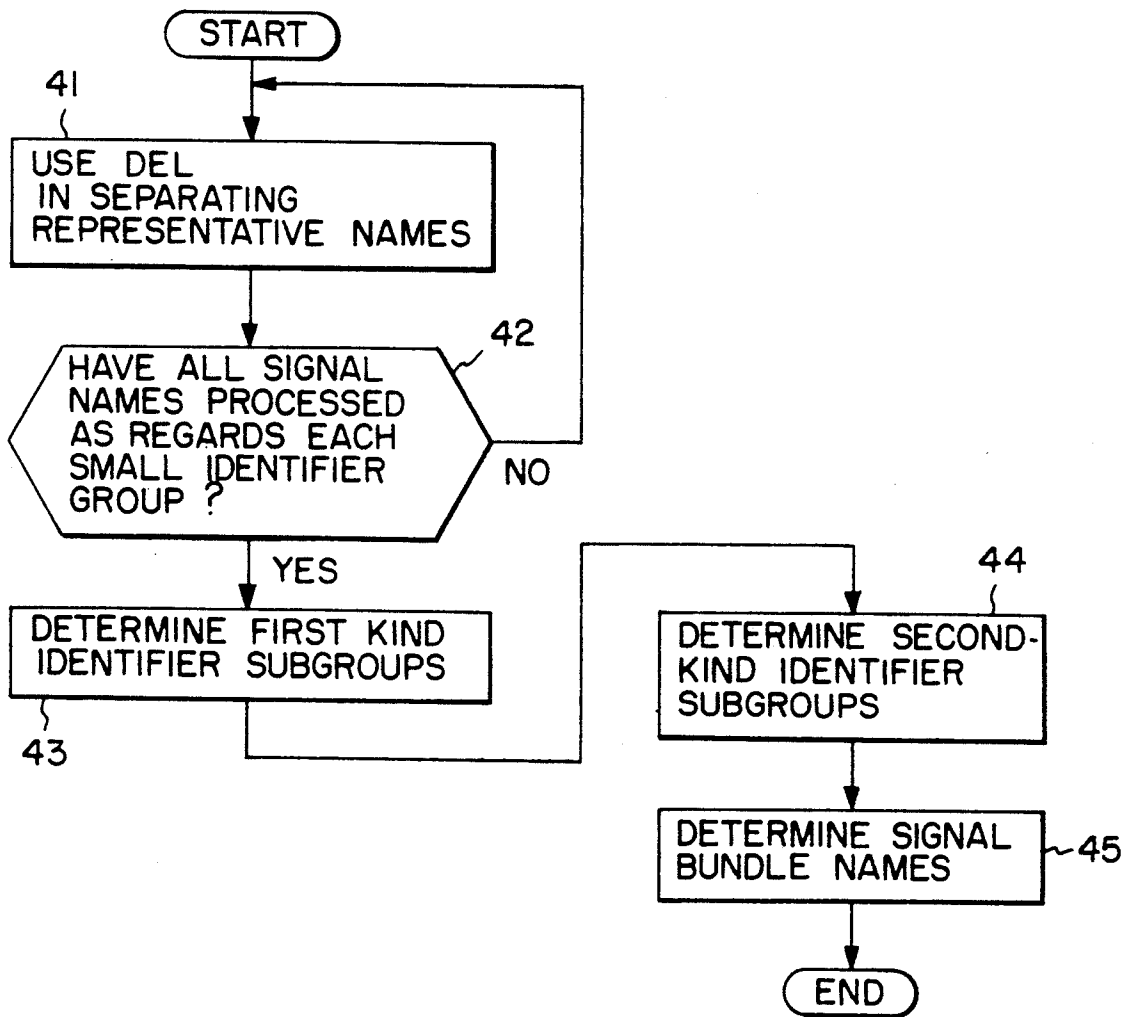 START
41
USE DEL
IN SEPARATING
REPRESENTATIVE NAMES
42
HAVE ALL SIGNAL
NAMES PROCESSED
AS REGARDS EACH
SMALL IDENTIFIER
GROUP ?
NO
YES
DETERMINE FIRST KIND
IDENTIFIER SUBGROUPS
43
44
DETERMINE SECOND-
KIND IDENTIFIER
SUBGROUPS
DETERMINE SIGNAL
BUNDLE NAMES
45
END